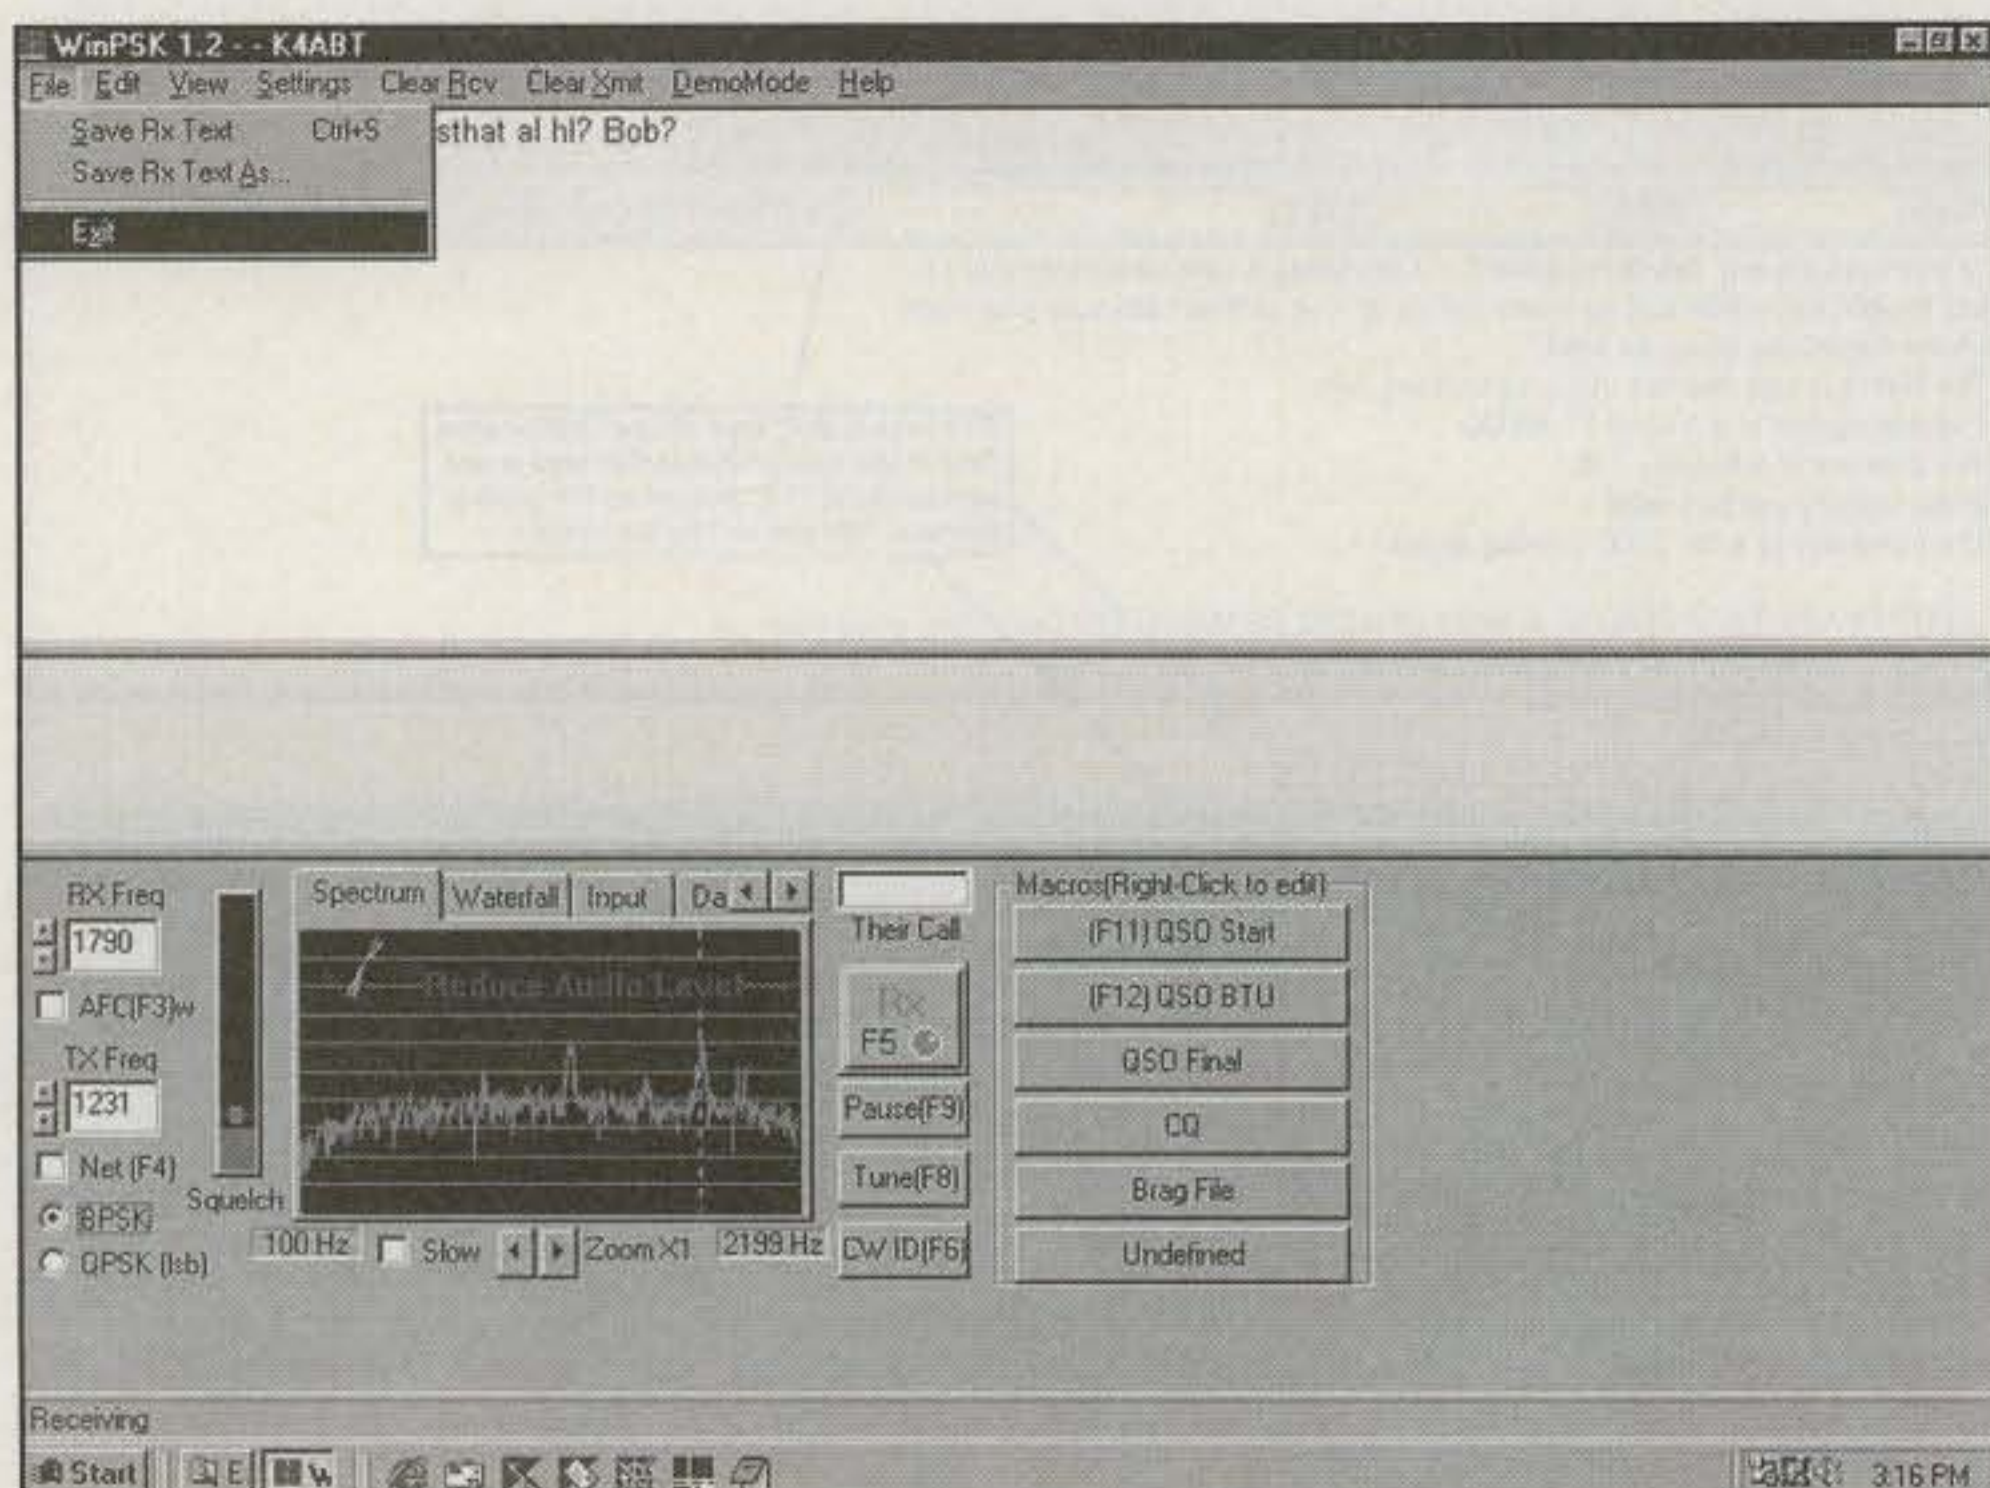 WinPSK 1.2 - - K4ABT
File Edit View Settings Clear Rcv Clear Xmit DemoMode Help
Save Rx Text Ctrl+S
sthat al hl? Bob?
Save Rx Text As...
Exit
RX Freq
1790
AFC(F3)w
TX Freq
1231
Net (F4)
BPSK
QPSK (lsb)
Squelch
Spectrum Waterfall Input Da
Reduce Audio Level
100 Hz Slow Zoom X1 2199 Hz
Their Call
Rx
F5
Pause(F9)
Tune(F8)
CW ID(F6)
Macros(Right-Click to edit)
(F11) QSO Start
(F12) QSO BTU
QSO Final
CQ
Brag File
Undefined
Receiving
Start E W 3:16 PM